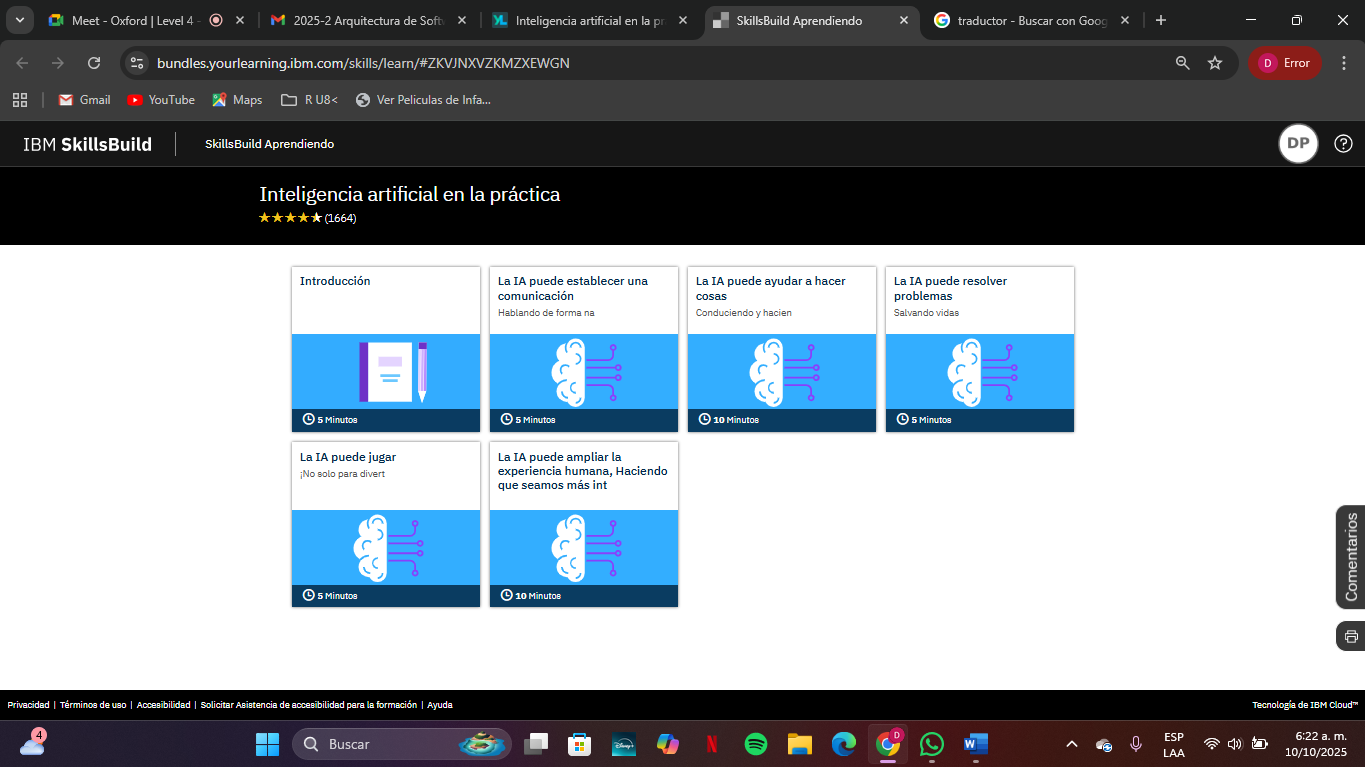 Meet - Oxford | Level 4 -
2025-2 Arquitectura de Softw
Inteligencia artificial en la pr
SkillsBuild Aprendiendo
traductor - Buscar con Goog
bundles.yourlearning.ibm.com/skills/learn/#ZKVJNXVZKMZXEWGN
D
Error
Gmail
YouTube
Maps
R U8<
Ver Peliculas de Infa...
IBM SkillsBuild
SkillsBuild Aprendiendo
DP
Inteligencia artificial en la práctica
(1664)
Introducción
5 Minutos
La IA puede establecer una
comunicación
Hablando de forma na
5 Minutos
La IA puede ayudar a hacer
cosas
Conduciendo y hacien
10 Minutos
La IA puede resolver
problemas
Salvando vidas
5 Minutos
La IA puede jugar
¡No solo para divert
5 Minutos
La IA puede ampliar la
experiencia humana, Haciendo
que seamos más int
10 Minutos
Comentarios
Privacidad | Términos de uso | Accesibilidad | Solicitar Asistencia de accesibilidad para la formación | Ayuda
Tecnología de IBM Cloud™
4
Buscar
Disney+
D
ESP
LAA
6:22 a. m.
10/10/2025